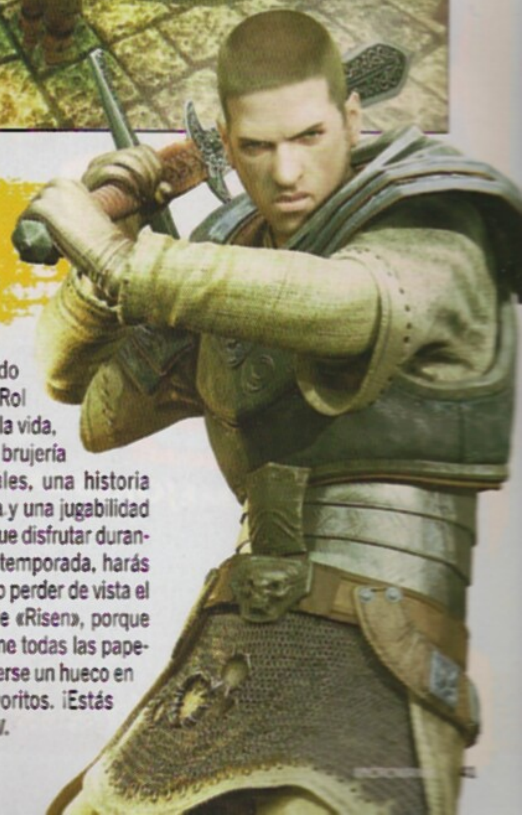 do
Rol
la vida,
brujería
ales, una historia
a y una jugabilidad
ue disfrutar duran-
temporada, harás
o perder de vista el
e «Risen», porque
ne todas las pape-
erse un hueco en
oritos. ¡Estás